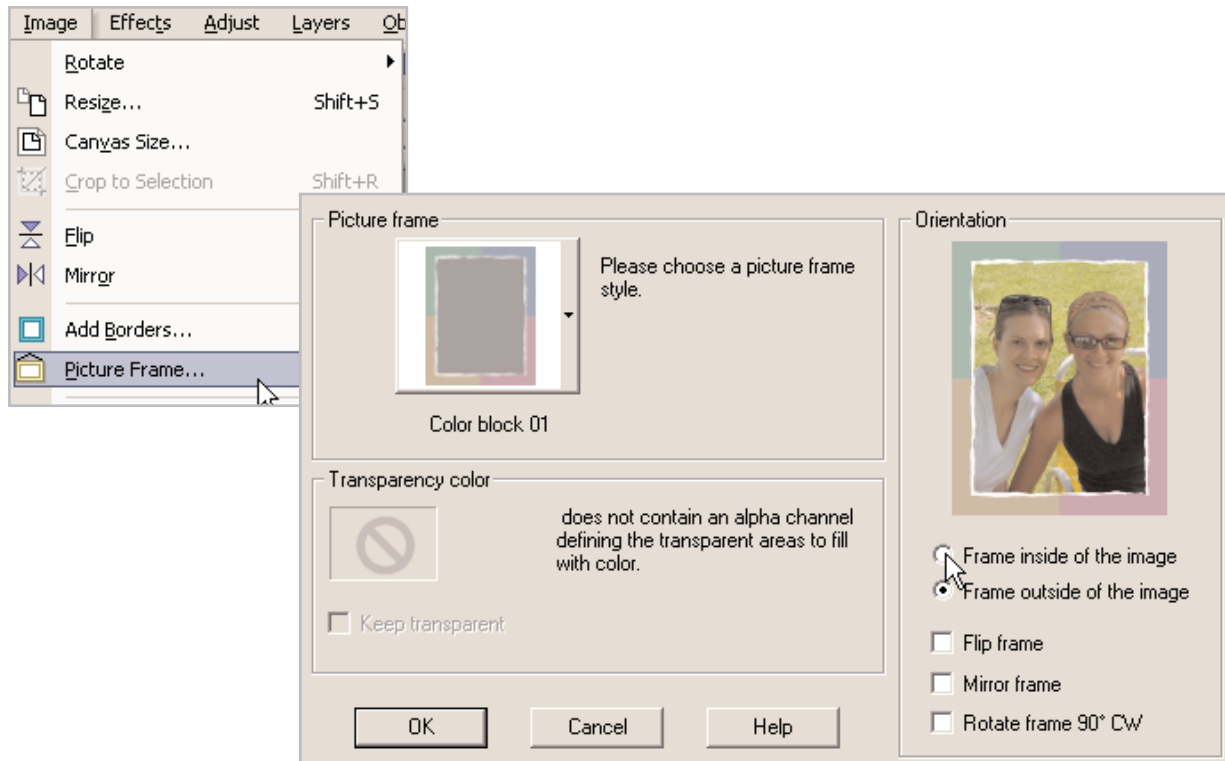 Image Effects Adjust Layers Ob
Rotate
Resize... Shift+S
Canvas Size...
Crop to Selection Shift+R
Flip
Mirror
Add Borders...
Picture Frame...
Picture frame
Please choose a picture frame
style.
Color block 01
Transparency color
does not contain an alpha channel
defining the transparent areas to fill
with color.
Keep transparent
OK Cancel Help
Orientation
Frame inside of the image
Frame outside of the image
Flip frame
Mirror frame
Rotate frame 90° CW